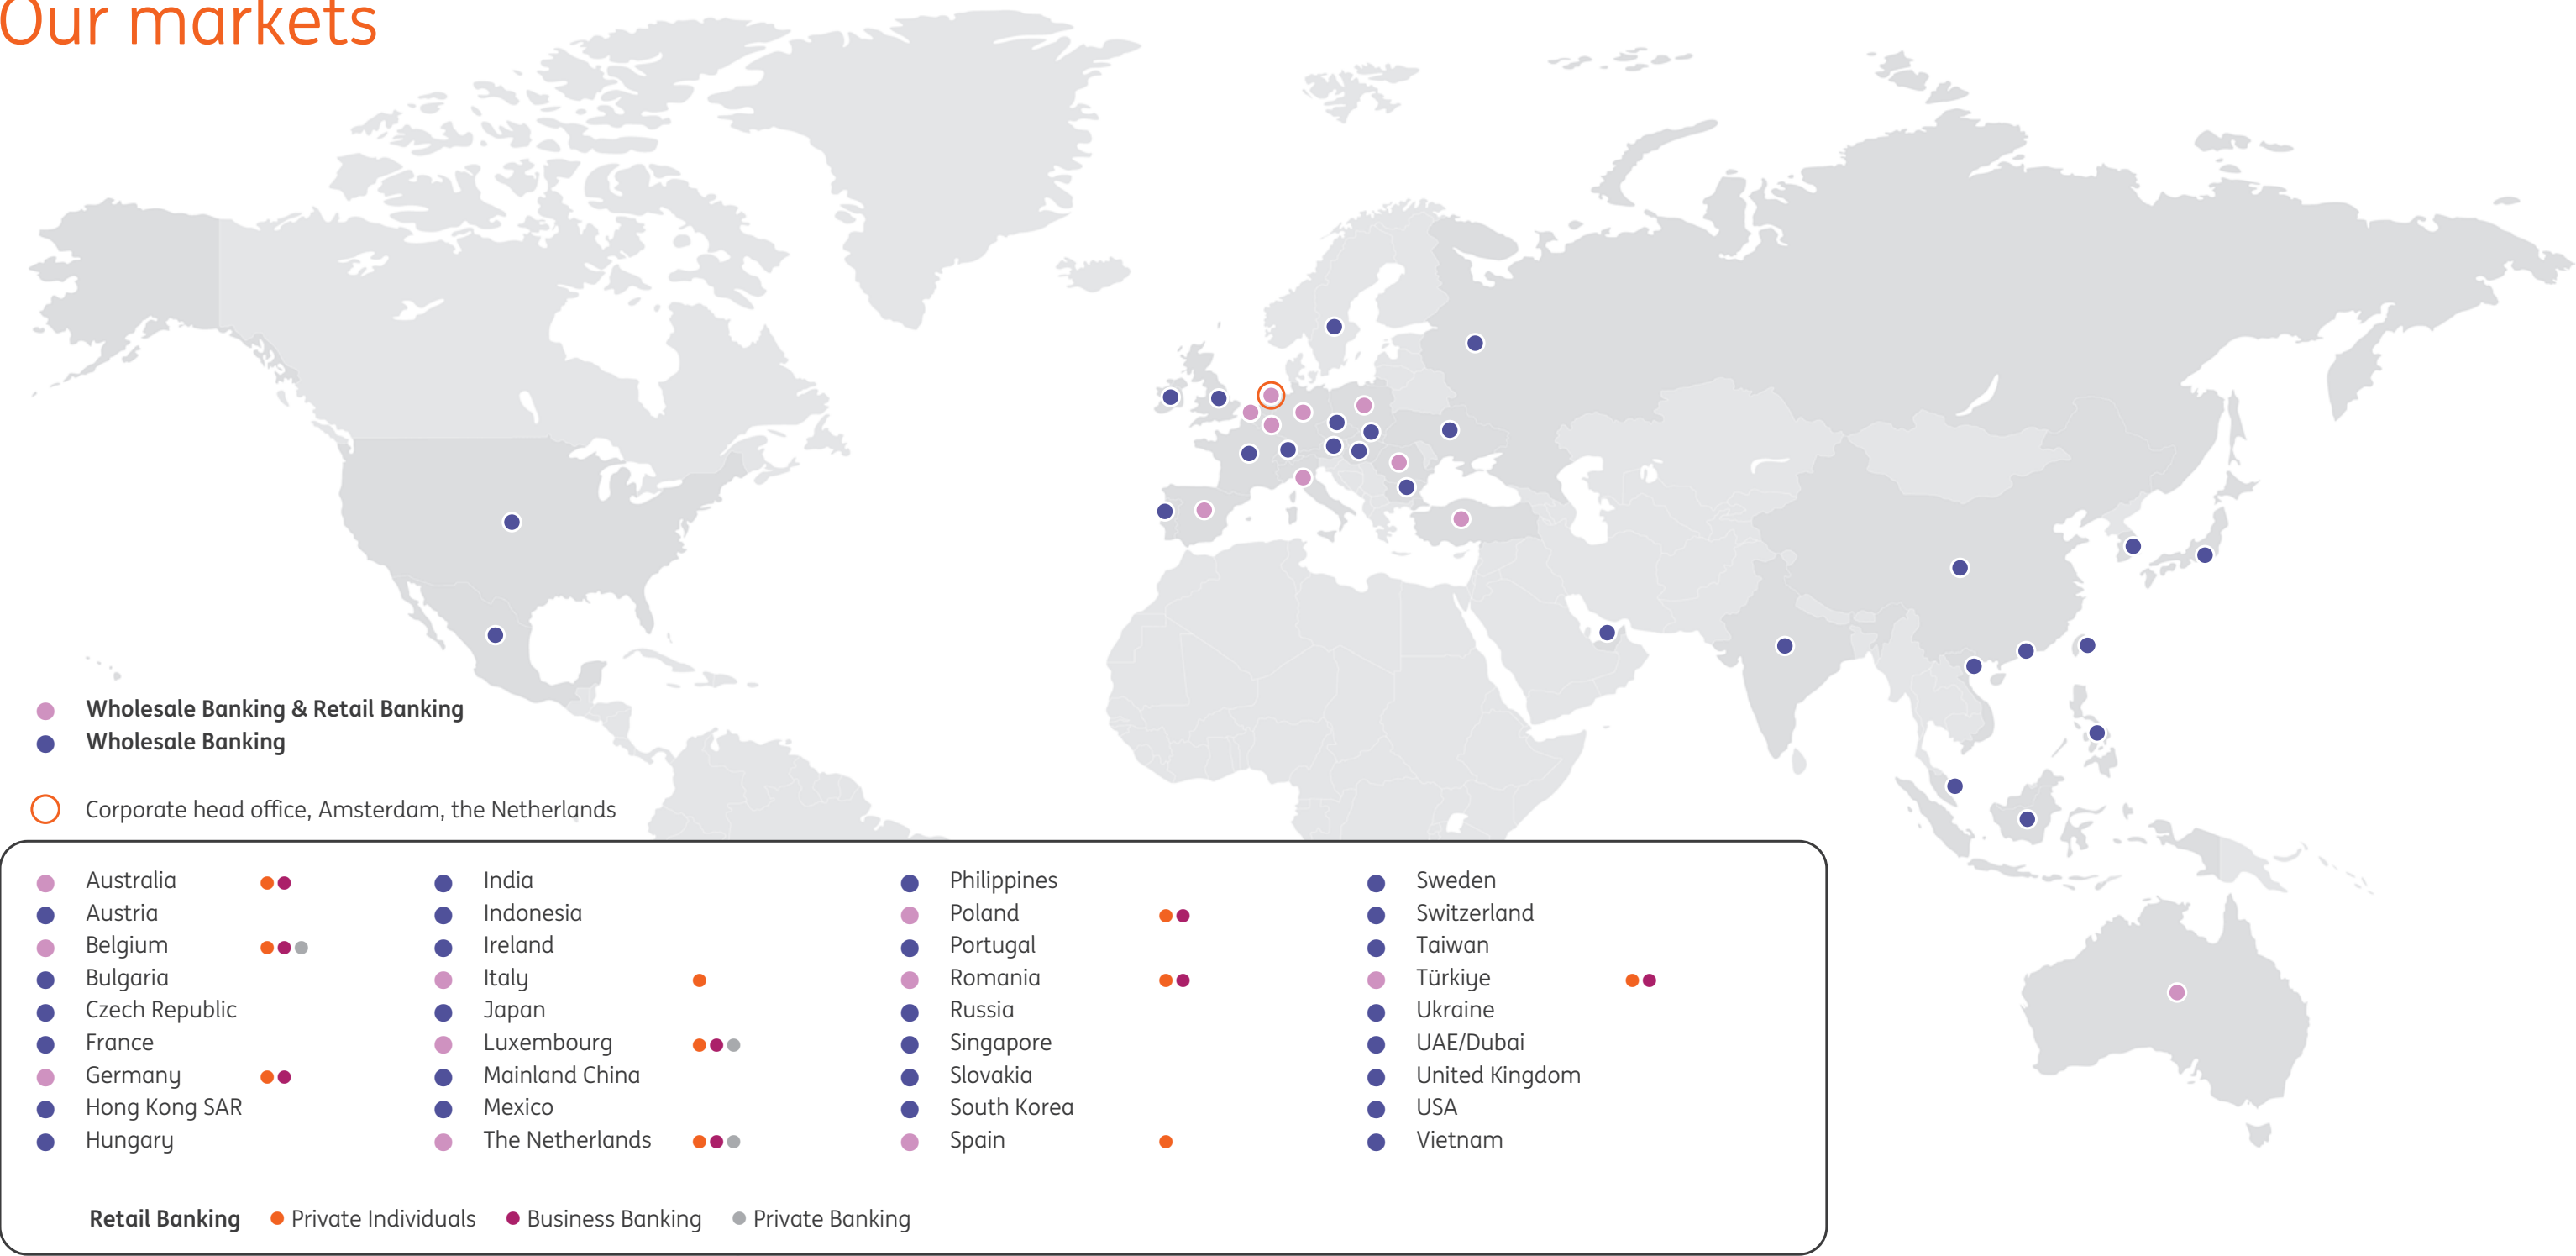 Our markets
Wholesale Banking & Retail Banking
Wholesale Banking
Corporate head office, Amsterdam, the Netherlands
Australia
Austria
Belgium
Bulgaria
Czech Republic
France
Germany
Hong Kong SAR
Hungary
India
Indonesia
Ireland
Italy
Japan
Luxembourg
Mainland China
Mexico
The Netherlands
Philippines
Poland
Portugal
Romania
Russia
Singapore
Slovakia
South Korea
Spain
Sweden
Switzerland
Taiwan
Türkiye
Ukraine
UAE/Dubai
United Kingdom
USA
Vietnam
Retail Banking Private Individuals Business Banking Private Banking